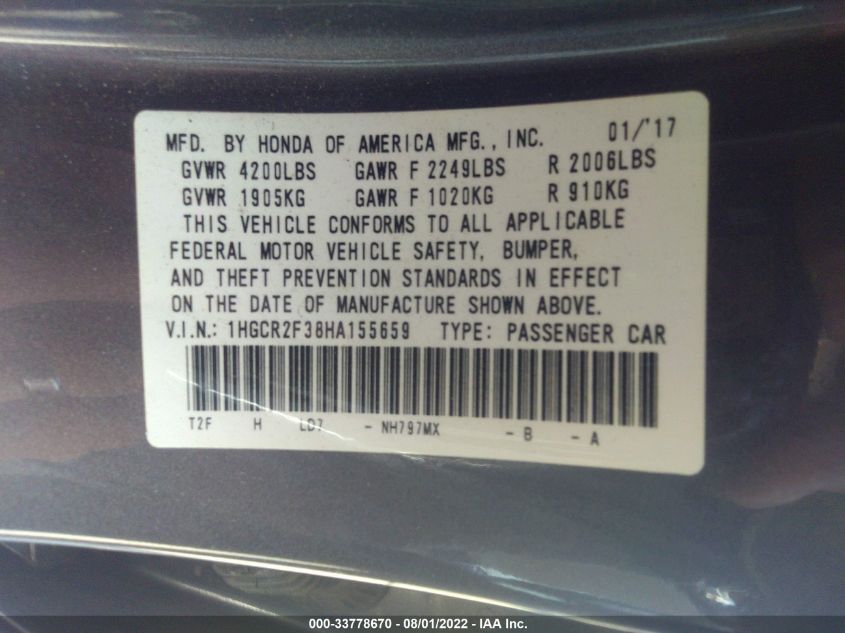 MFD. BY HONDA OF AMERICA MFG., INC. 01/'17
GVWR 4200LBS GAWR F 2249LBS R 2006LBS
GVWR 1905KG GAWR F 1020KG R 910KG
THIS VEHICLE CONFORMS TO ALL APPLICABLE
FEDERAL MOTOR VEHICLE SAFETY, BUMPER,
AND THEFT PREVENTION STANDARDS IN EFFECT
ON THE DATE OF MANUFACTURE SHOWN ABOVE.
V.I.N.: 1HGCR2F38HA155659 TYPE: PASSENGER CAR
T2F H LD7 - NH797MX - B - A
000-33778670 - 08/01/2022 - IAA Inc.